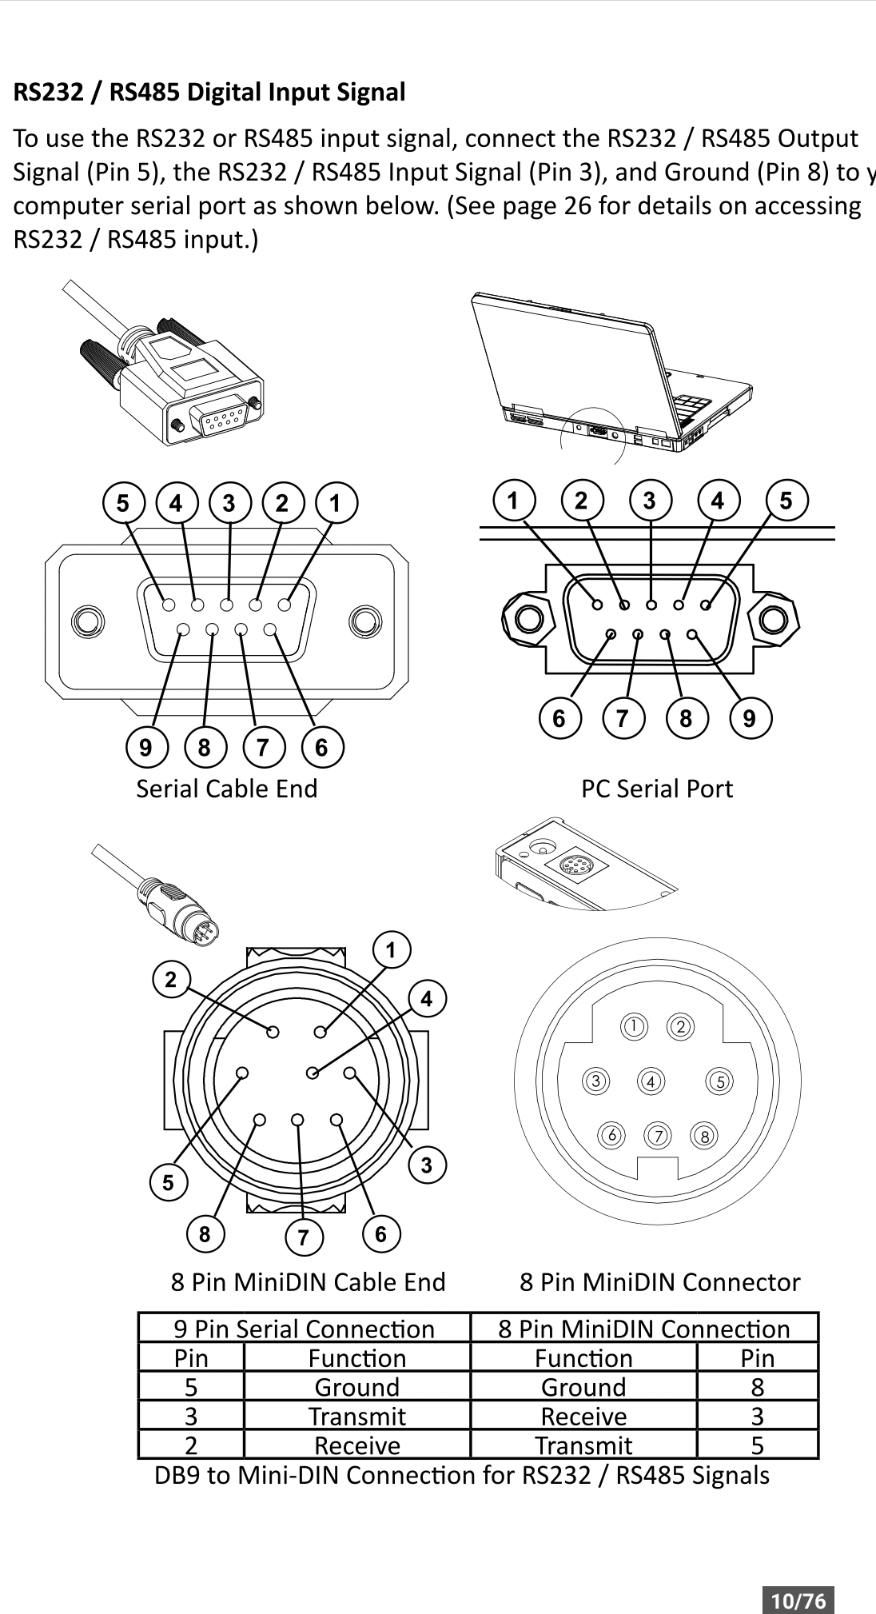 RS232 / RS485 Digital Input Signal
To use the RS232 or RS485 input signal, connect the RS232 / RS485 Output
Signal (Pin 5), the RS232 / RS485 Input Signal (Pin 3), and Ground (Pin 8) to y
computer serial port as shown below. (See page 26 for details on accessing
RS232 / RS485 input.)
5 4 3 2 1
9 8 7 6
Serial Cable End
1 2 3 4 5
6 7 8 9
PC Serial Port
1
2
4
3
5
8 7 6
8 Pin MiniDIN Cable End
1 2
3 4 5
6 7 8
8 Pin MiniDIN Connector
9 Pin Serial Connection 8 Pin MiniDIN Connection
Pin Function Function Pin
5 Ground Ground 8
3 Transmit Receive 3
2 Receive Transmit 5
DB9 to Mini-DIN Connection for RS232 / RS485 Signals
10/76